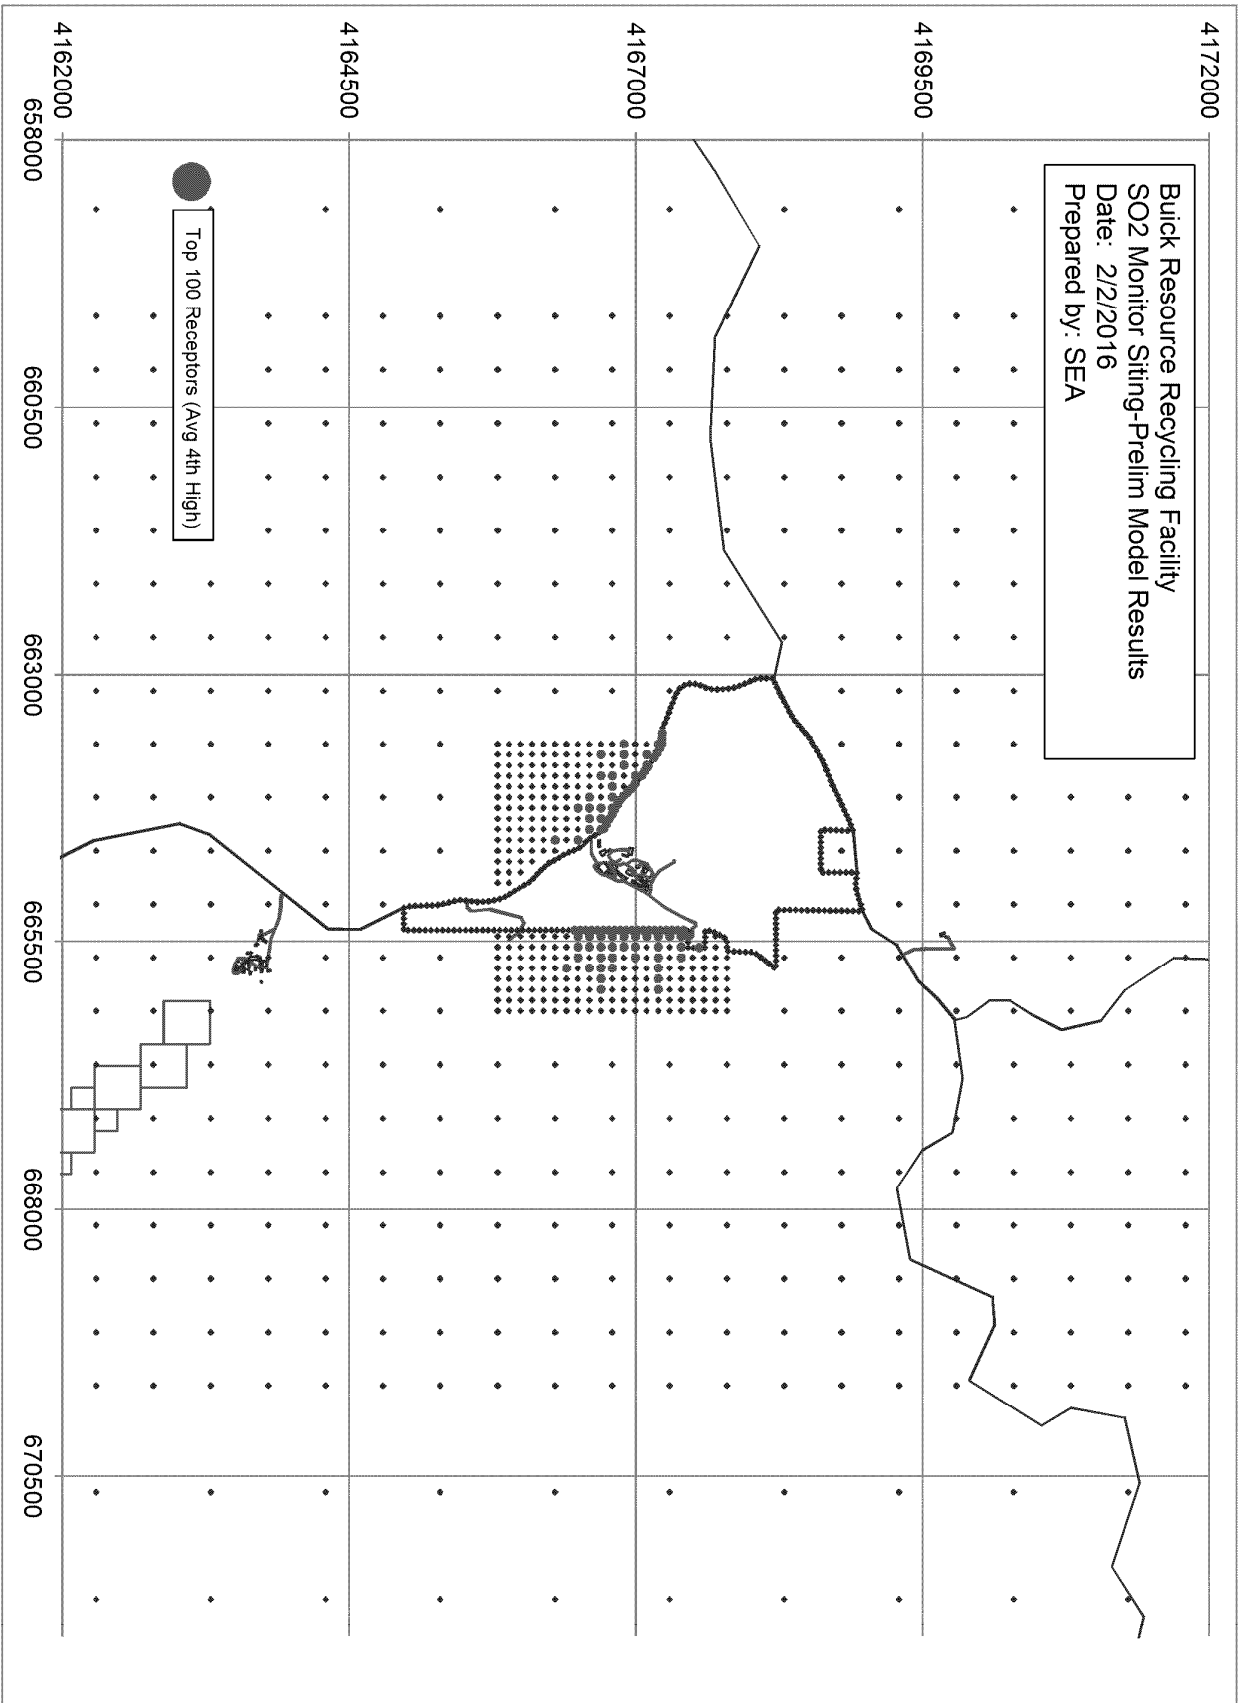 Buick Resource Recycling Facility
SO2 Monitor Siting-Prelim Model Results
Date: 2/2/2016
Prepared by: SEA
4172000
4169500
4167000
4164500
4162000
658000
660500
663000
665500
668000
670500
Top 100 Receptors (Avg 4th High)